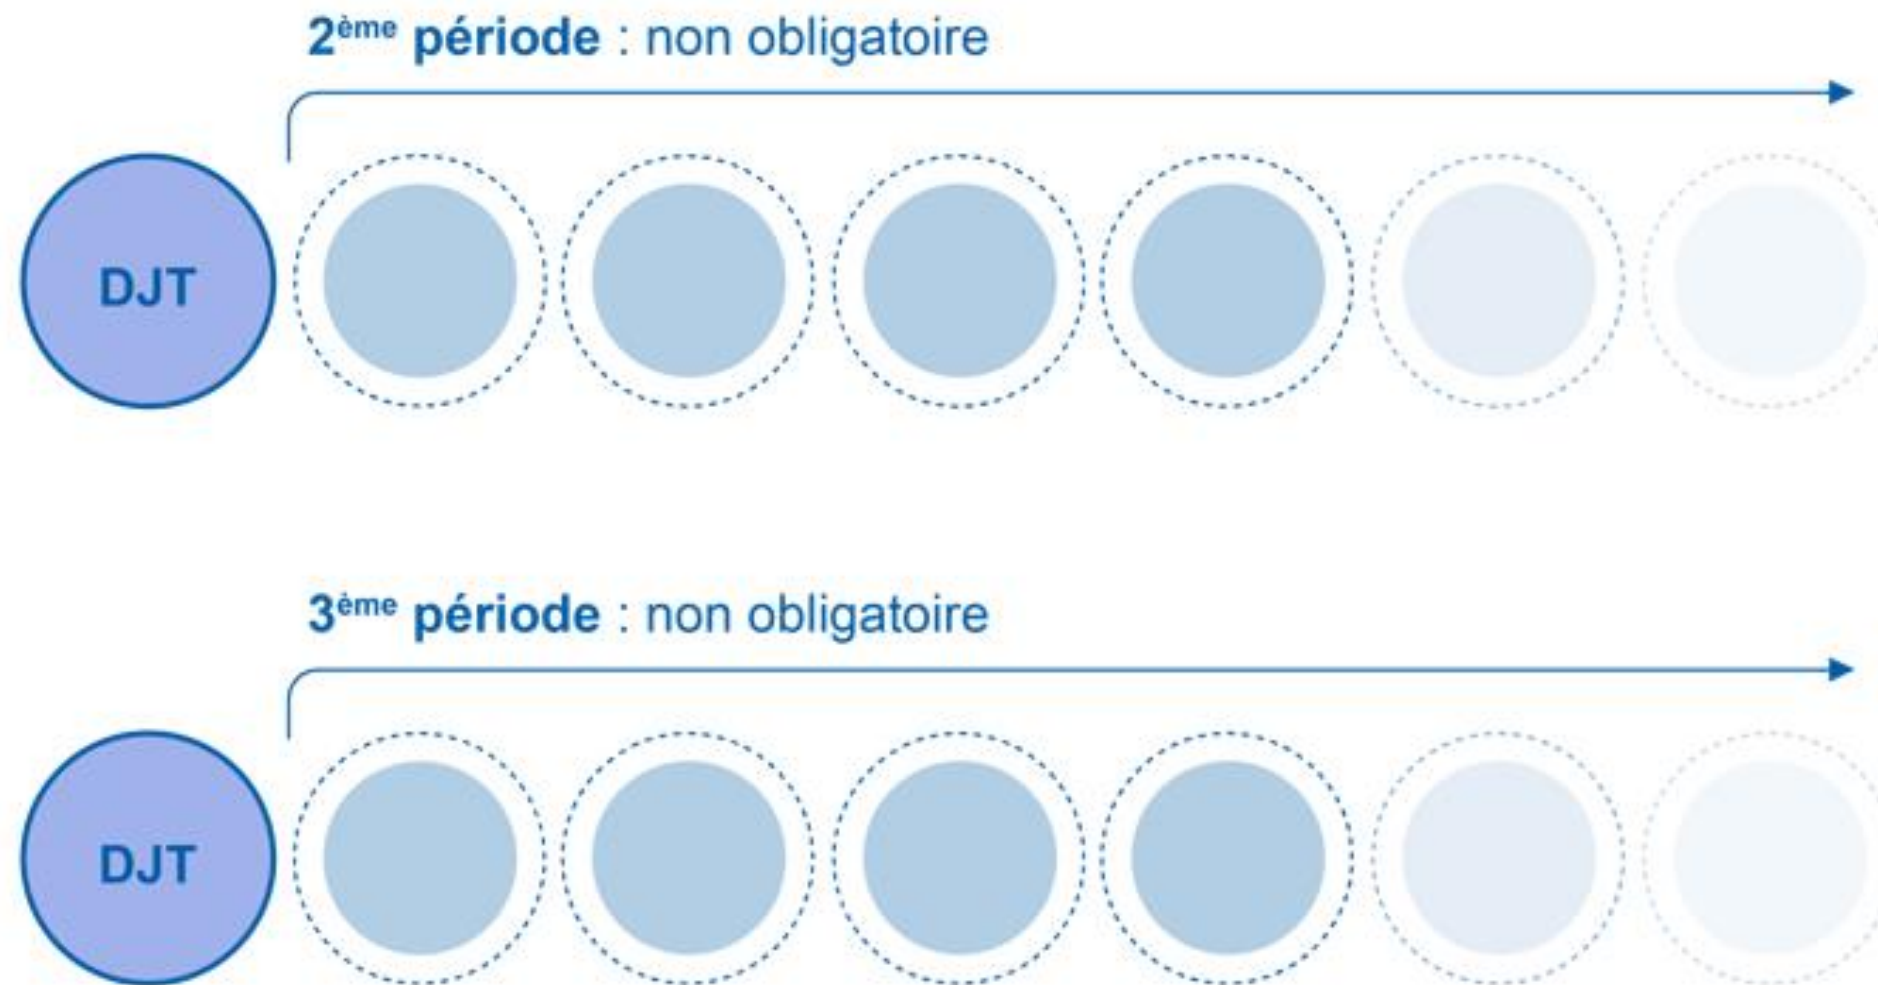 2ème période : non obligatoire
DJT
3ème période : non obligatoire
DJT